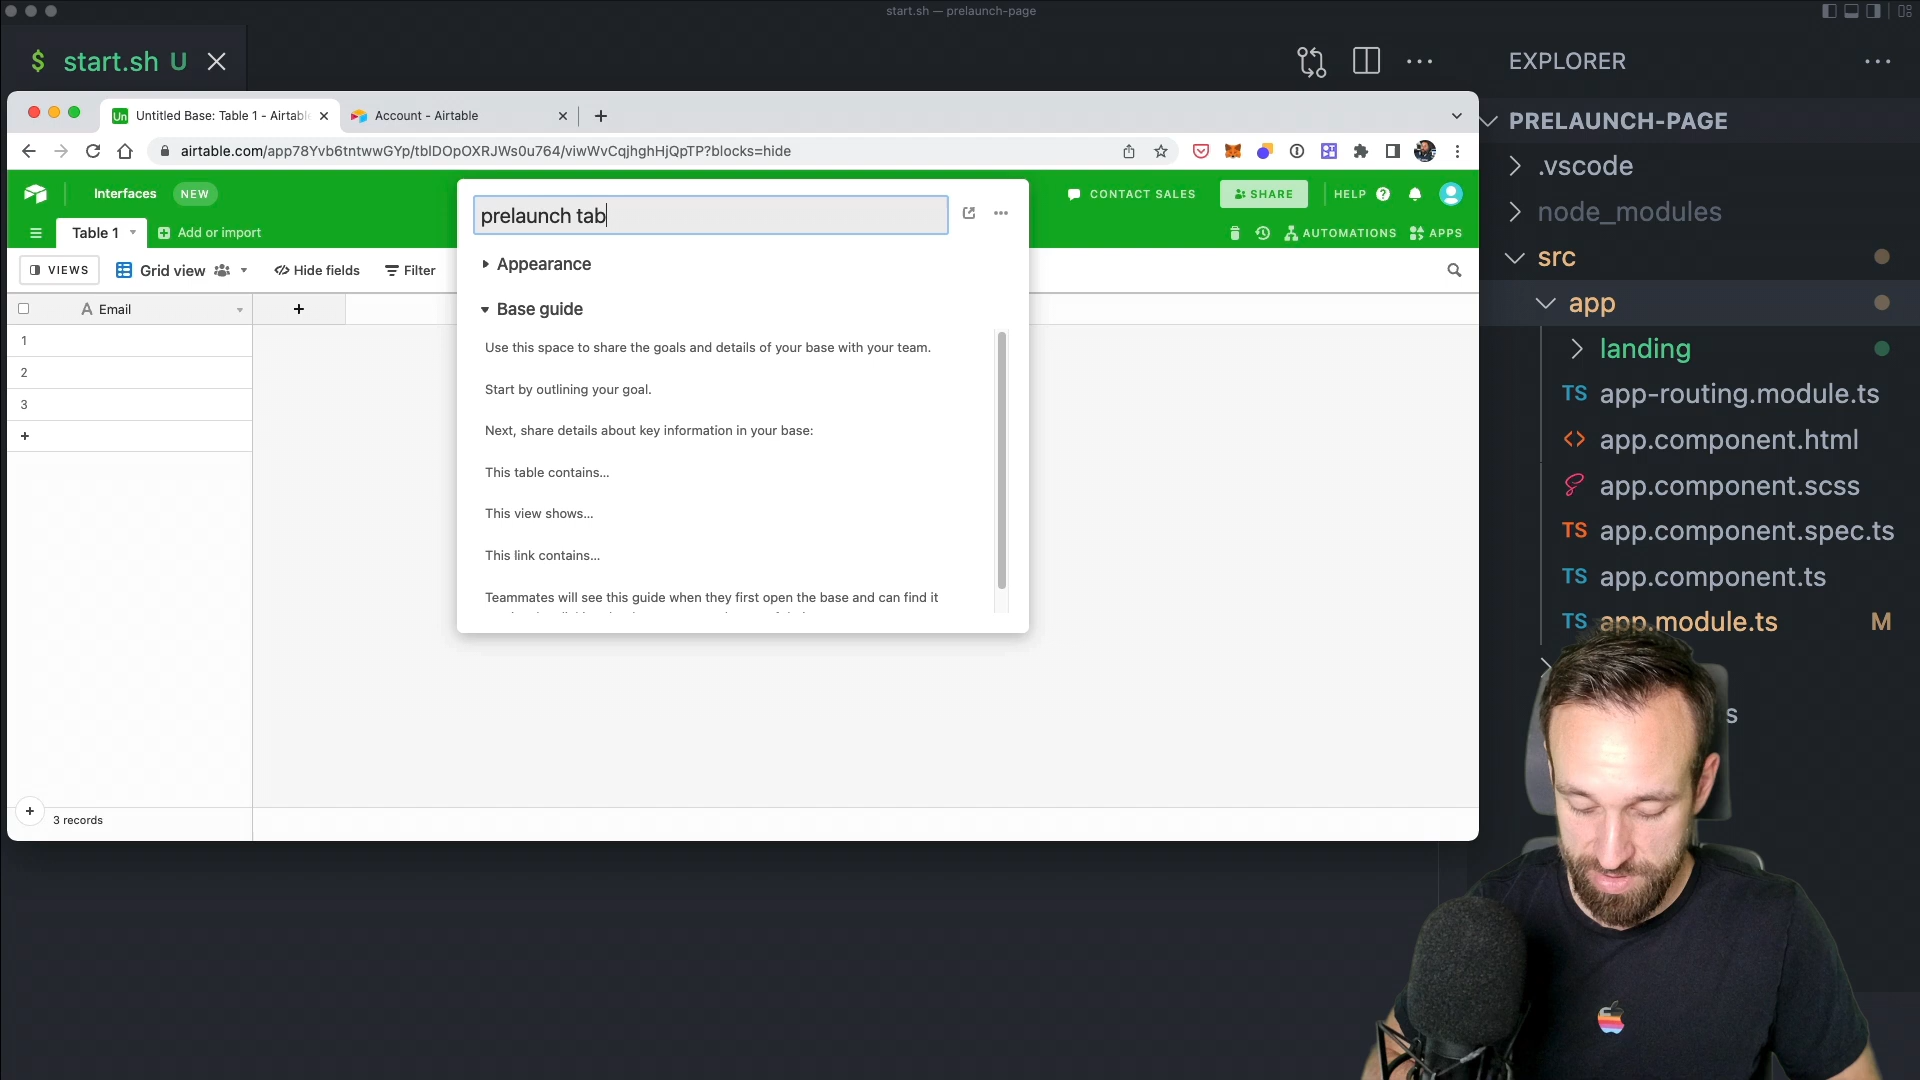 start.sh — prelaunch-page
$ start.sh U
EXPLORER
Un Untitled Base: Table 1 - Airtable
Account - Airtable
airtable.com/app78Yvb6tntwwGYp/tblDOpOXRJWs0u764/viwWvCqjhghHjQpTP?blocks=hide
Interfaces NEW
CONTACT SALES
SHARE
HELP
Table 1
Add or import
AUTOMATIONS
APPS
VIEWS
Grid view
Hide fields
Filter
A Email
1
2
3
3 records
prelaunch tab
Appearance
Base guide
Use this space to share the goals and details of your base with your team.
Start by outlining your goal.
Next, share details about key information in your base:
This table contains...
This view shows...
This link contains...
Teammates will see this guide when they first open the base and can find it
PRELAUNCH-PAGE
.vscode
node_modules
src
app
landing
TS app-routing.module.ts
app.component.html
app.component.scss
TS app.component.spec.ts
TS app.component.ts
TS app.module.ts M
s